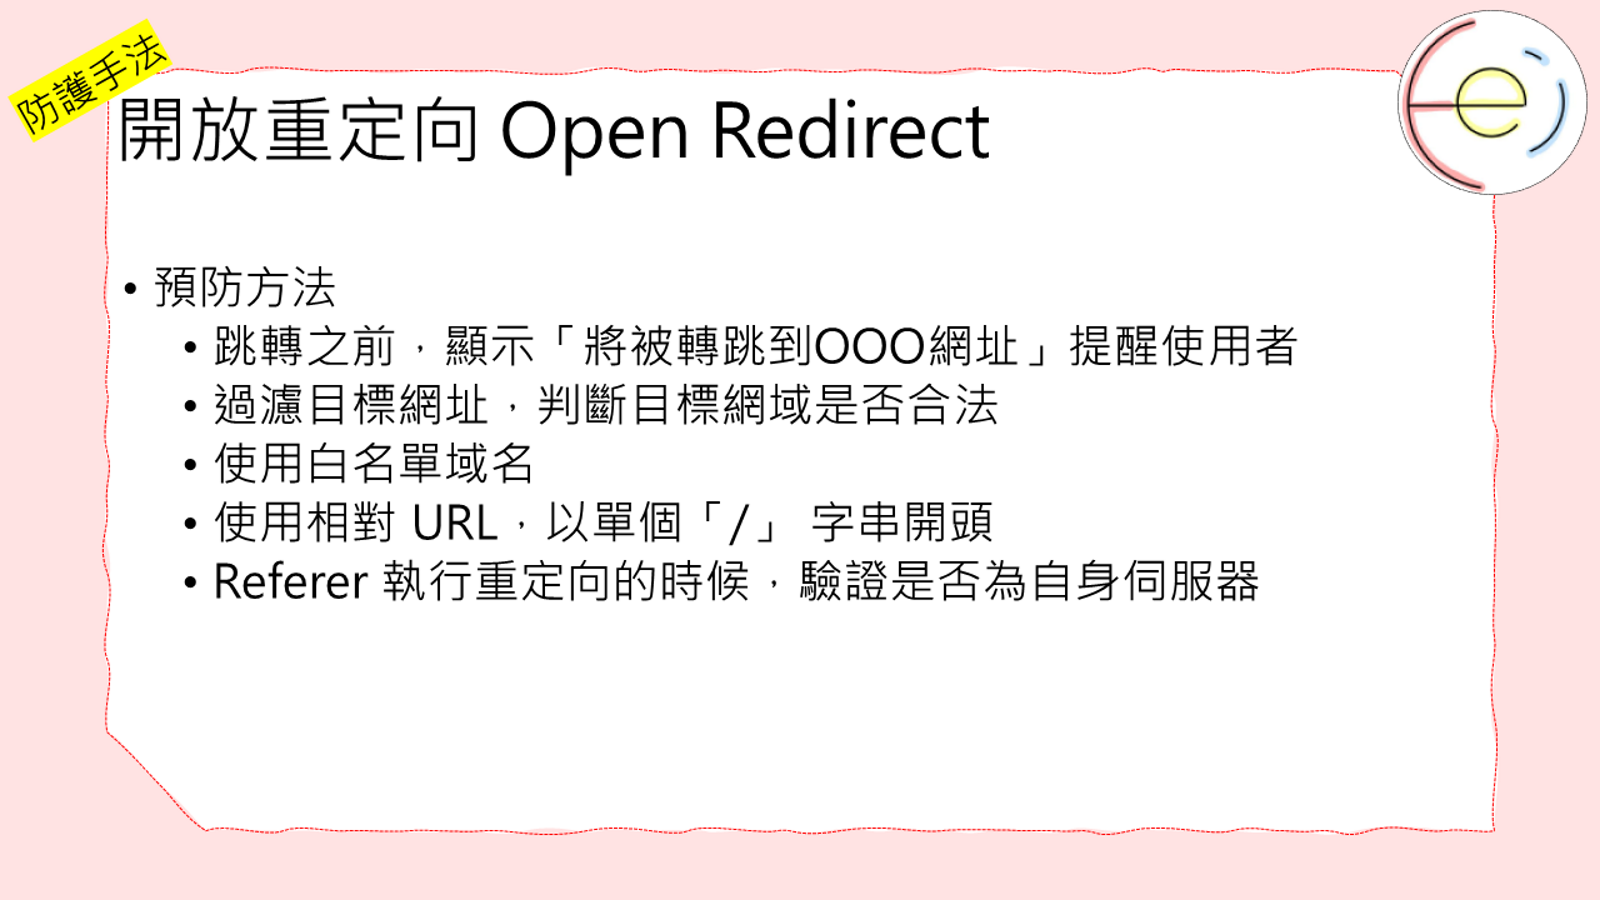 防護手法
開放重定向 Open Redirect
• 預防方法
• 跳轉之前，顯示「將被轉跳到OOO網址」提醒使用者
• 過濾目標網址，判斷目標網域是否合法
• 使用白名單域名
• 使用相對 URL，以單個「/」 字串開頭
• Referer 執行重定向的時候，驗證是否為自身伺服器